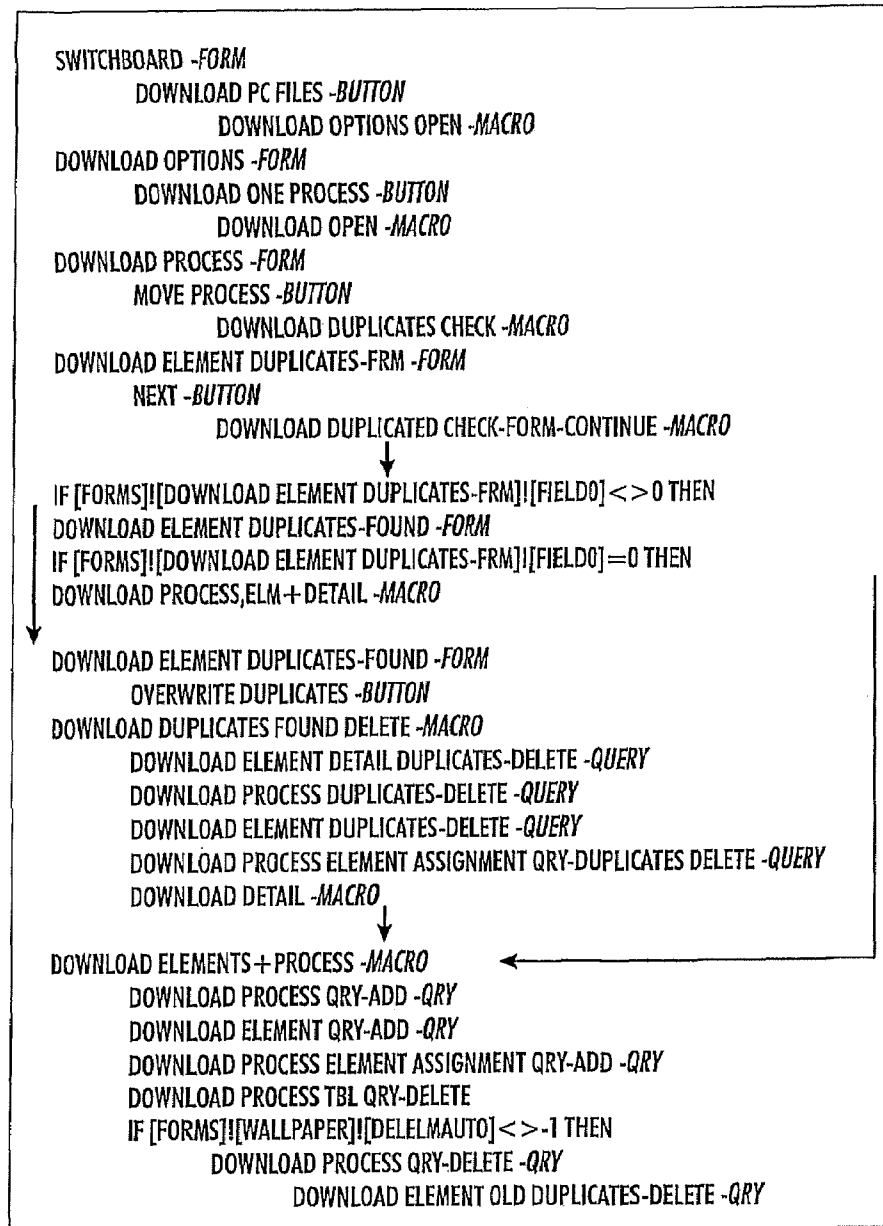 SWITCHBOARD -FORM
DOWNLOAD PC FILES -BUTTON
DOWNLOAD OPTIONS OPEN -MACRO
DOWNLOAD OPTIONS -FORM
DOWNLOAD ONE PROCESS -BUTTON
DOWNLOAD OPEN -MACRO
DOWNLOAD PROCESS -FORM
MOVE PROCESS -BUTTON
DOWNLOAD DUPLICATES CHECK -MACRO
DOWNLOAD ELEMENT DUPLICATES-FRM -FORM
NEXT -BUTTON
DOWNLOAD DUPLICATED CHECK-FORM-CONTINUE -MACRO
IF [FORMS]![DOWNLOAD ELEMENT DUPLICATES-FRM]![FIELD0]<>0 THEN
DOWNLOAD ELEMENT DUPLICATES-FOUND -FORM
IF [FORMS]![DOWNLOAD ELEMENT DUPLICATES-FRM]![FIELD0]=0 THEN
DOWNLOAD PROCESS,ELM+DETAIL -MACRO
DOWNLOAD ELEMENT DUPLICATES-FOUND -FORM
OVERWRITE DUPLICATES -BUTTON
DOWNLOAD DUPLICATES FOUND DELETE -MACRO
DOWNLOAD ELEMENT DETAIL DUPLICATES-DELETE -QUERY
DOWNLOAD PROCESS DUPLICATES-DELETE -QUERY
DOWNLOAD ELEMENT DUPLICATES-DELETE -QUERY
DOWNLOAD PROCESS ELEMENT ASSIGNMENT QRY-DUPLICATES DELETE -QUERY
DOWNLOAD DETAIL -MACRO
DOWNLOAD ELEMENTS+PROCESS -MACRO
DOWNLOAD PROCESS QRY-ADD -QRY
DOWNLOAD ELEMENT QRY-ADD -QRY
DOWNLOAD PROCESS ELEMENT ASSIGNMENT QRY-ADD -QRY
DOWNLOAD PROCESS TBL QRY-DELETE
IF [FORMS]![WALLPAPER]![DELELMAUTO]<>-1 THEN
DOWNLOAD PROCESS QRY-DELETE -QRY
DOWNLOAD ELEMENT OLD DUPLICATES-DELETE -QRY